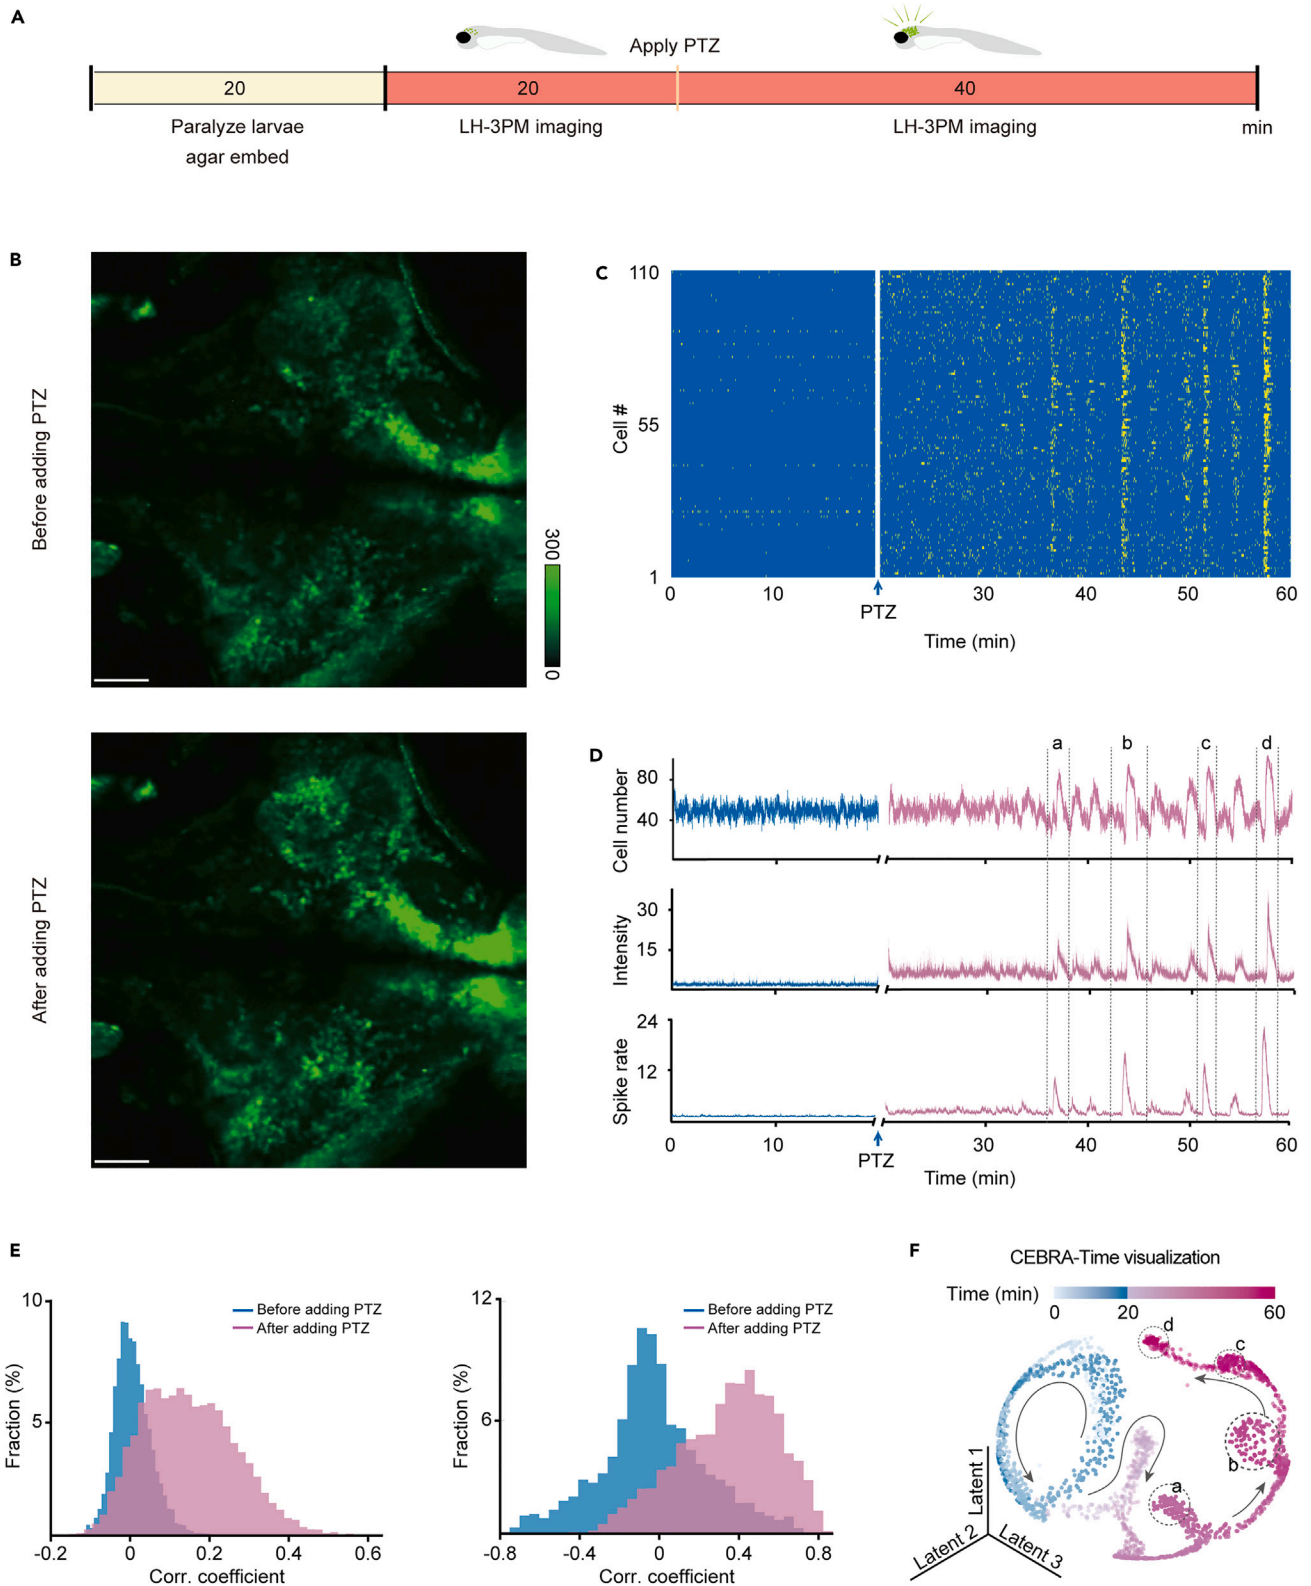 A
Apply PTZ
20
20
40
Paralyze larvae
agar embed
LH-3PM imaging
LH-3PM imaging
min
B
Before adding PTZ
300
0
After adding PTZ
C
110
55
1
Cell #
0
10
30
40
50
60
PTZ
Time (min)
D
a
b
c
d
80
40
Cell number
30
15
Intensity
24
12
Spike rate
0
10
30
40
50
60
PTZ
Time (min)
E
10
5
Fraction (%)
Before adding PTZ
After adding PTZ
-0.2
0
0.2
0.4
0.6
Corr. coefficient
12
6
Fraction (%)
Before adding PTZ
After adding PTZ
-0.8
-0.4
0
0.4
0.8
Corr. coefficient
F
CEBRA-Time visualization
Time (min)
0
20
60
d
c
b
a
Latent 1
Latent 2
Latent 3